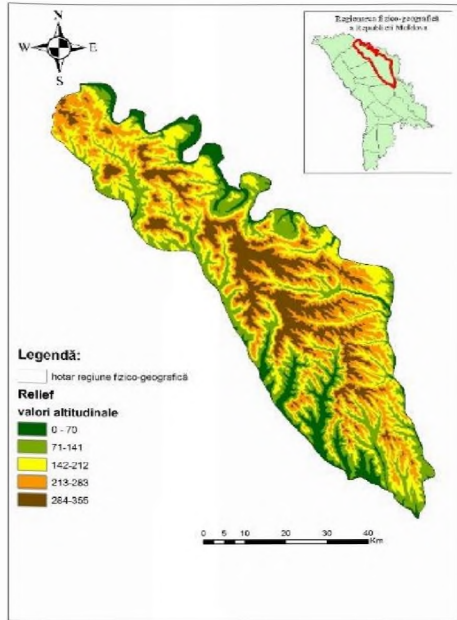 N
W E
S
Regionarea fizico-geografică
a Republicii Moldova
Legendă:
hotar regiune fizico-geografică
Relief
valori altitudinale
0 - 70
71-141
142-212
213-283
284-355
0 5 10 20 30 40
Km